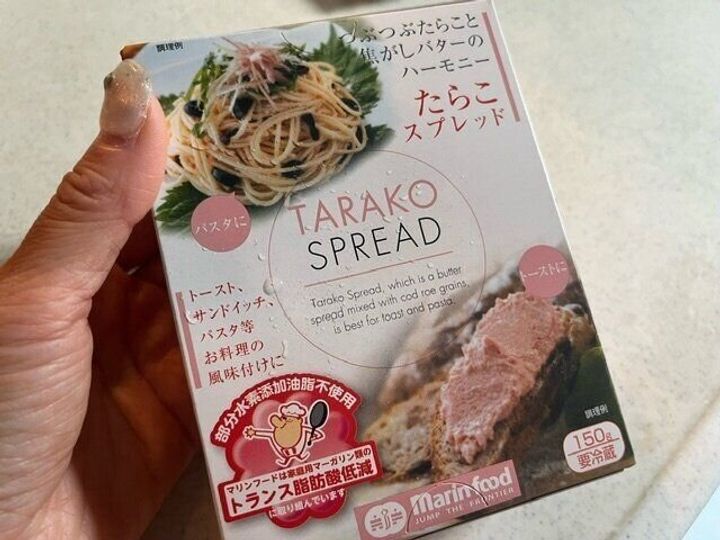 調理例
つぶつぶたらこと
焦がしバターの
ハーモニー
たらこ
スプレッド
パスタに
TARAKO
SPREAD
Tarako Spread, which is a butter
spread mixed with cod roe grains,
is best for toast and pasta.
トーストに
トースト、
サンドイッチ、
パスタ等
お料理の
風味付けに
部分水素添加油脂不使用
マリンフードは家庭用マーガリン類の
トランス脂肪酸低減
に取り組んでいます
調理例
150g
要冷蔵
Marin food
JUMP THE FRONTIER